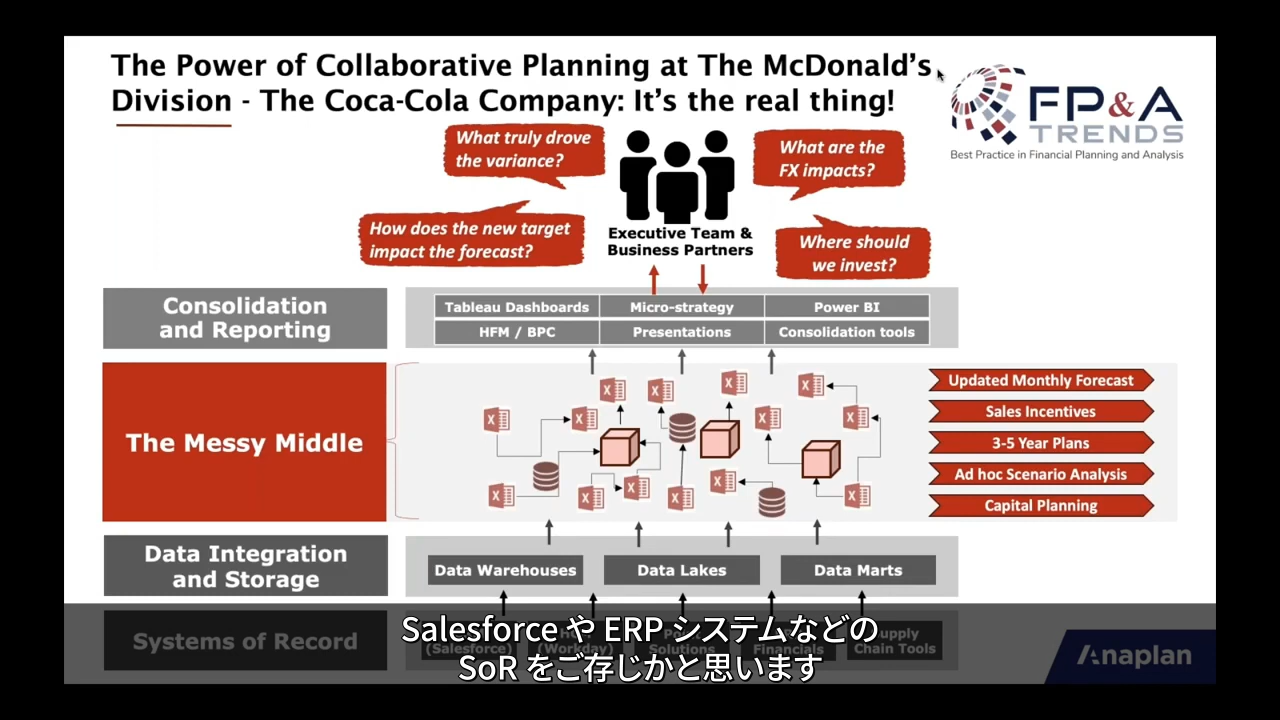 The Power of Collaborative Planning at The McDonald's
Division - The Coca-Cola Company: It's the real thing!
FP&A
TRENDS
Best Practice in Financial Planning and Analysis
What truly drove
the variance?
What are the
FX impacts?
How does the new target
impact the forecast?
Executive Team &
Business Partners
Where should
we invest?
Consolidation
and Reporting
Tableau Dashboards
Micro-strategy
Power BI
HFM / BPC
Presentations
Consolidation tools
The Messy Middle
Updated Monthly Forecast
Sales Incentives
3-5 Year Plans
Ad hoc Scenario Analysis
Capital Planning
Data Integration
and Storage
Data Warehouses
Data Lakes
Data Marts
Systems of Record
(Salesforce)
(Workday)
Solutions
Financials
Supply
Chain Tools
Salesforce や ERP システムなどの
SoR をご存じかと思います
Anaplan